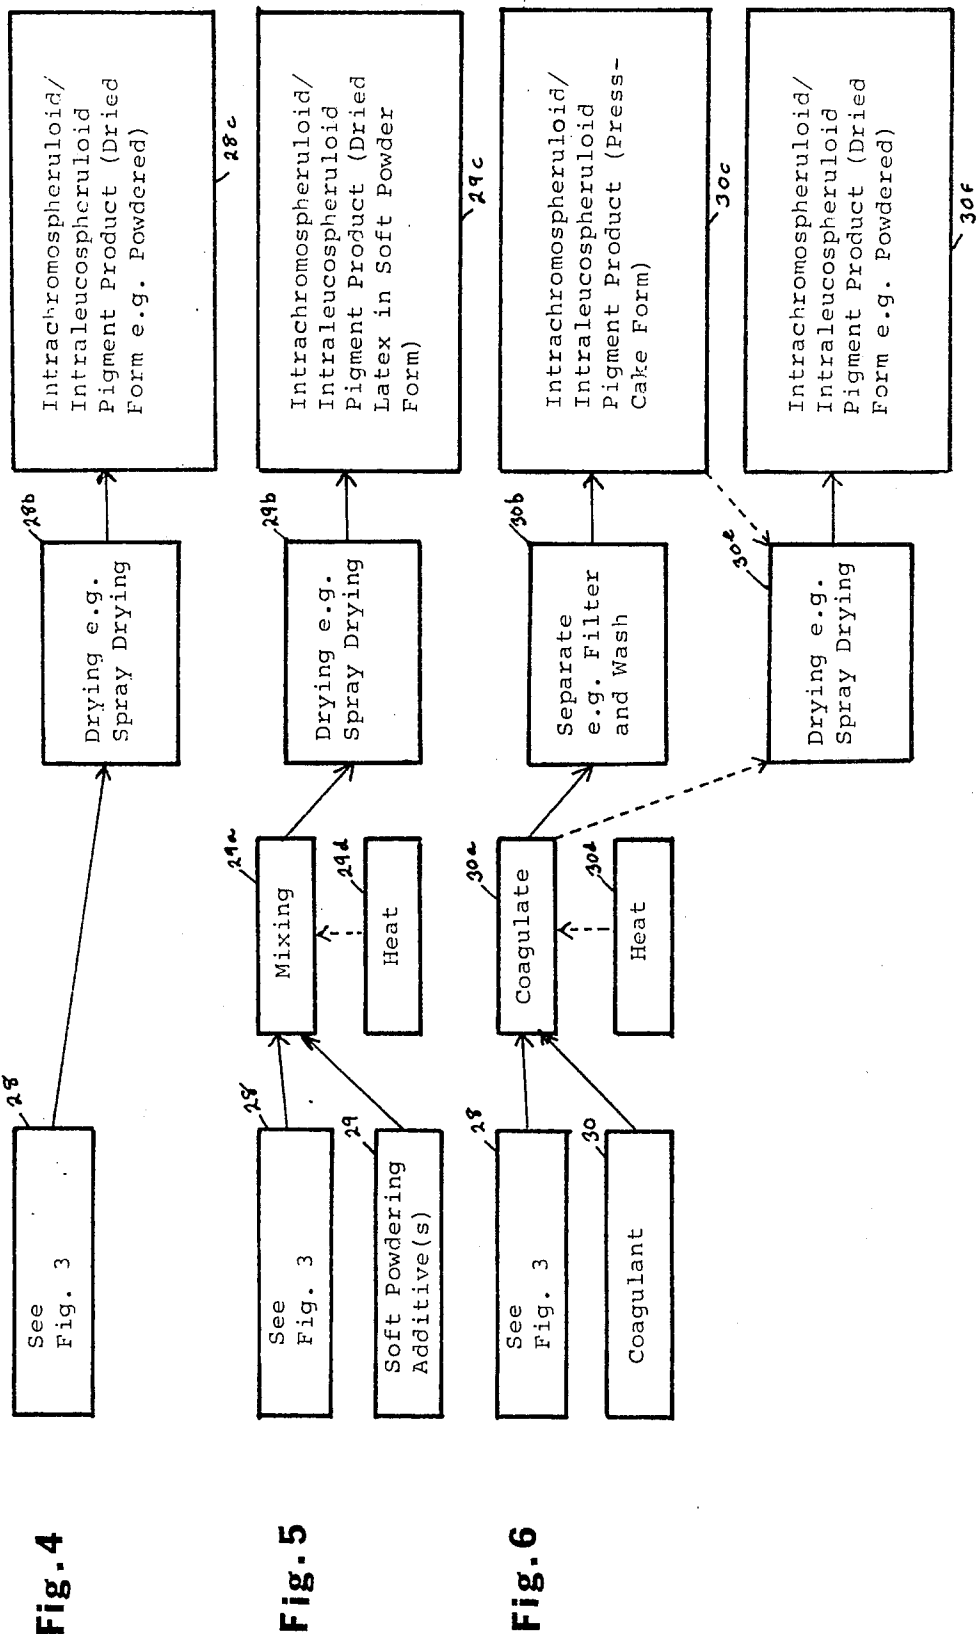 Fig.4
28
See
Fig. 3
28b
Drying e.g.
Spray Drying
Intrachromospheruloid/
Intraleucospheruloid
Pigment Product (Dried
Form e.g. Powdered)
28c
Fig.5
28
See
Fig. 3
29
Soft Powdering
Additive(s)
29a
Mixing
29d
Heat
29b
Drying e.g.
Spray Drying
Intrachromospheruloid/
Intraleucospheruloid
Pigment Product (Dried
Latex in Soft Powder
Form)
29c
Fig.6
28
See
Fig. 3
30
Coagulant
30a
Coagulate
30d
Heat
30b
Separate
e.g. Filter
and Wash
Intrachromospheruloid/
Intraleucospheruloid
Pigment Product (Press-
Cake Form)
30c
30e
Drying e.g.
Spray Drying
Intrachromospheruloid/
Intraleucospheruloid
Pigment Product (Dried
Form e.g. Powdered)
30f